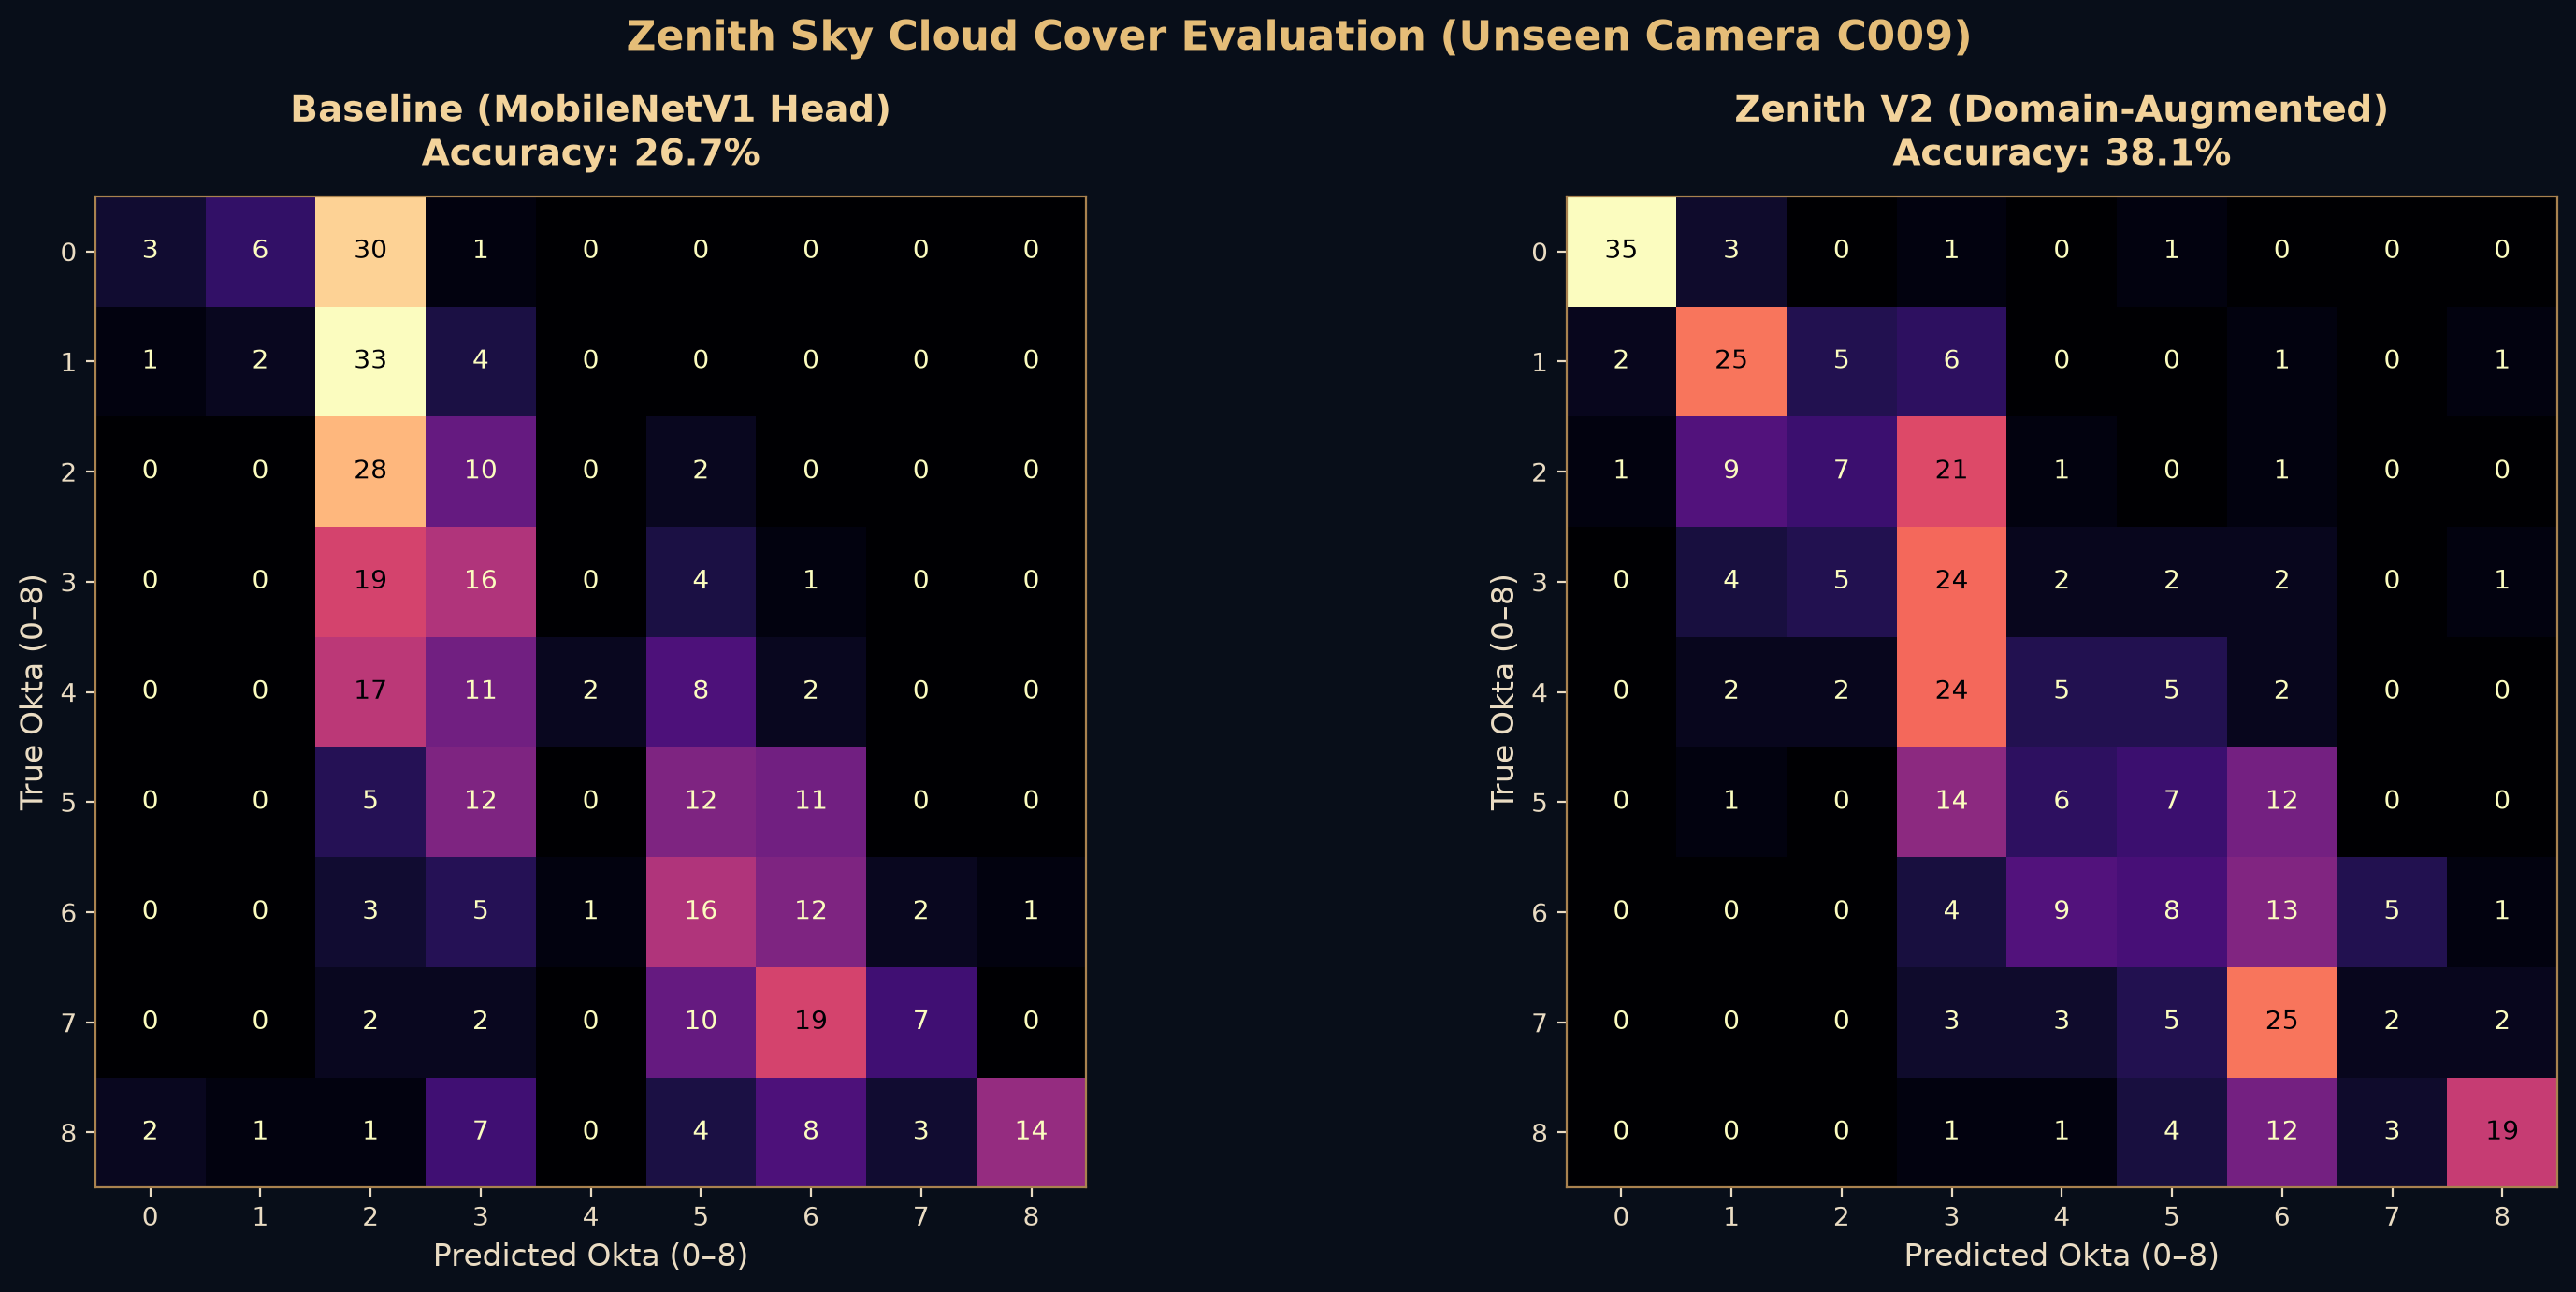 Zenith Sky Cloud Cover Evaluation (Unseen Camera C009)
Baseline (MobileNetV1 Head)
Accuracy: 26.7%
True Okta (0–8)
0 3 6 30 1 0 0 0 0 0
1 1 2 33 4 0 0 0 0 0
2 0 0 28 10 0 2 0 0 0
3 0 0 19 16 0 4 1 0 0
4 0 0 17 11 2 8 2 0 0
5 0 0 5 12 0 12 11 0 0
6 0 0 3 5 1 16 12 2 1
7 0 0 2 2 0 10 19 7 0
8 2 1 1 7 0 4 8 3 14
0 1 2 3 4 5 6 7 8
Predicted Okta (0–8)
Zenith V2 (Domain-Augmented)
Accuracy: 38.1%
True Okta (0–8)
0 35 3 0 1 0 1 0 0 0
1 2 25 5 6 0 0 1 0 1
2 1 9 7 21 1 0 1 0 0
3 0 4 5 24 2 2 2 0 1
4 0 2 2 24 5 5 2 0 0
5 0 1 0 14 6 7 12 0 0
6 0 0 0 4 9 8 13 5 1
7 0 0 0 3 3 5 25 2 2
8 0 0 0 1 1 4 12 3 19
0 1 2 3 4 5 6 7 8
Predicted Okta (0–8)